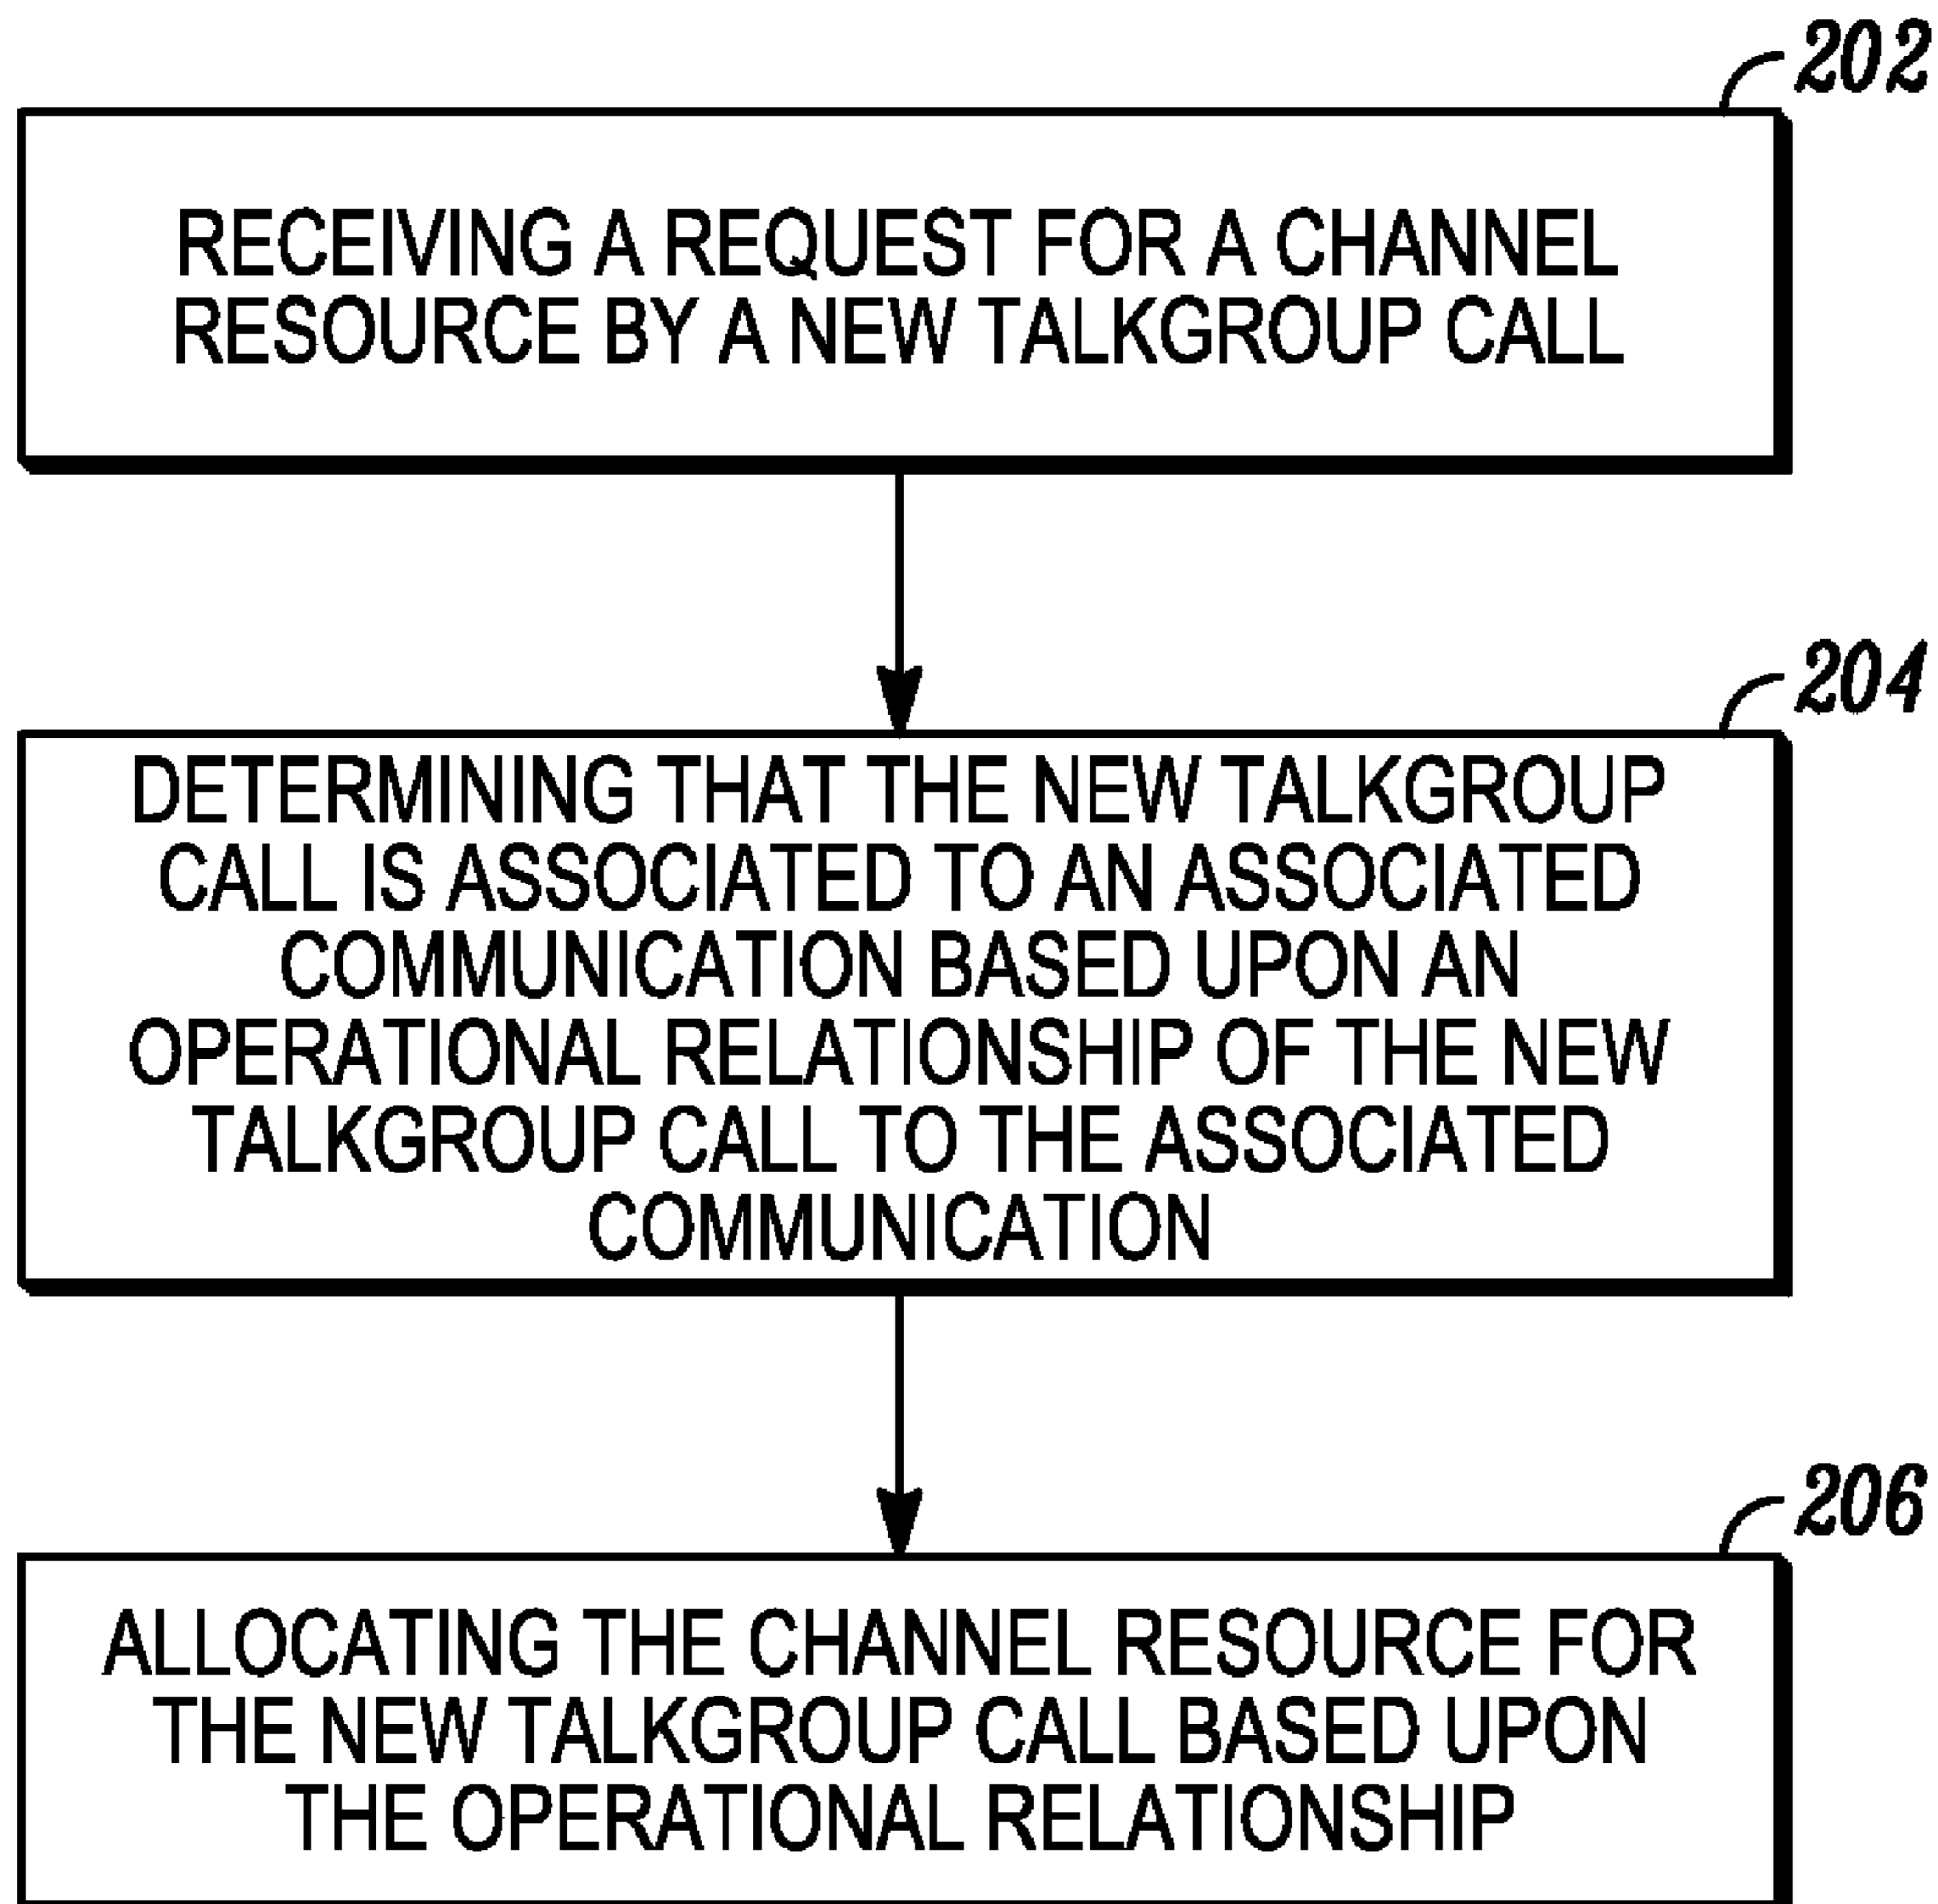 202
RECEIVING A REQUEST FOR A CHANNEL
RESOURCE BY A NEW TALKGROUP CALL
204
DETERMINING THAT THE NEW TALKGROUP
CALL IS ASSOCIATED TO AN ASSOCIATED
COMMUNICATION BASED UPON AN
OPERATIONAL RELATIONSHIP OF THE NEW
TALKGROUP CALL TO THE ASSOCIATED
COMMUNICATION
206
ALLOCATING THE CHANNEL RESOURCE FOR
THE NEW TALKGROUP CALL BASED UPON
THE OPERATIONAL RELATIONSHIP